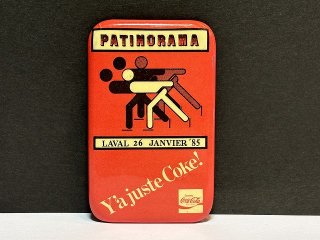 PATINORAMA
LAVAL 26 JANVIER '85
Y'a juste Coke!
Coca-Cola